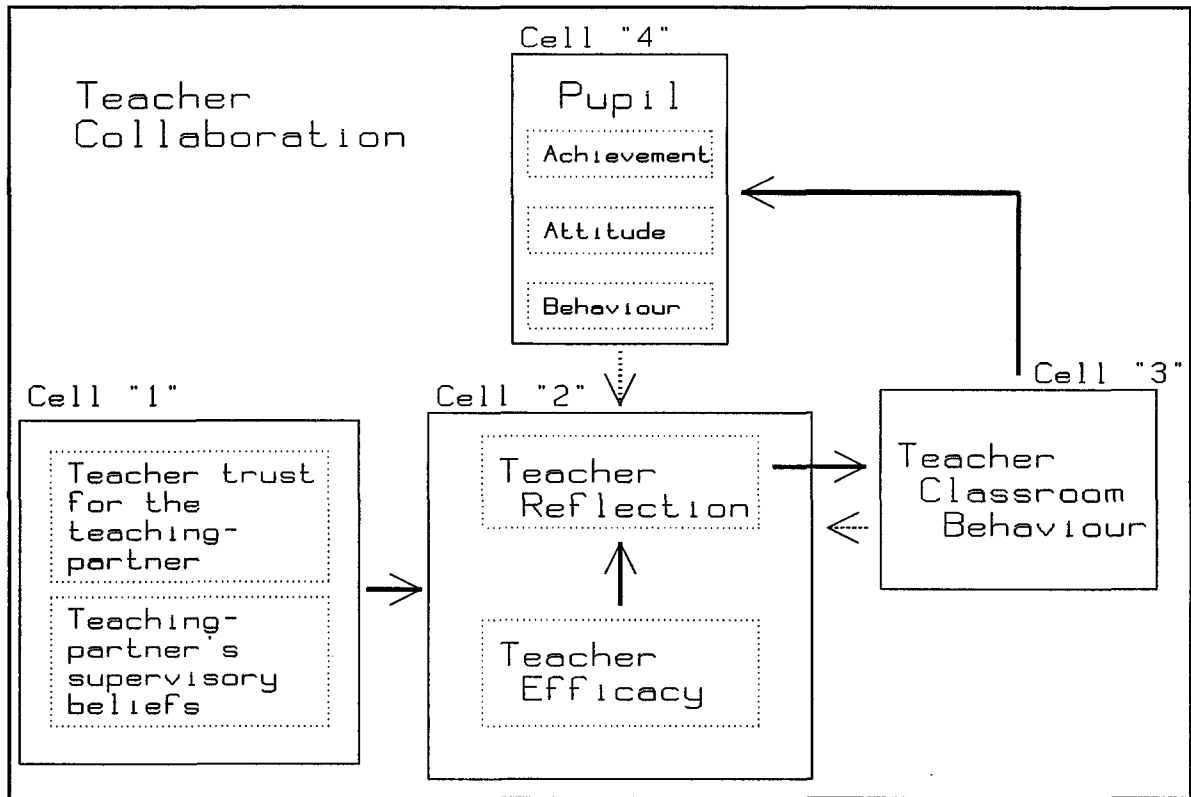 Teacher
Collaboration
Cell "4"
Pupil
Achievement
Attitude
Behaviour
Cell "1"
Teacher trust
for the
teaching-
partner
Teaching-
partner's
supervisory
beliefs
Cell "2"
Teacher
Reflection
Teacher
Efficacy
Cell "3"
Teacher
Classroom
Behaviour